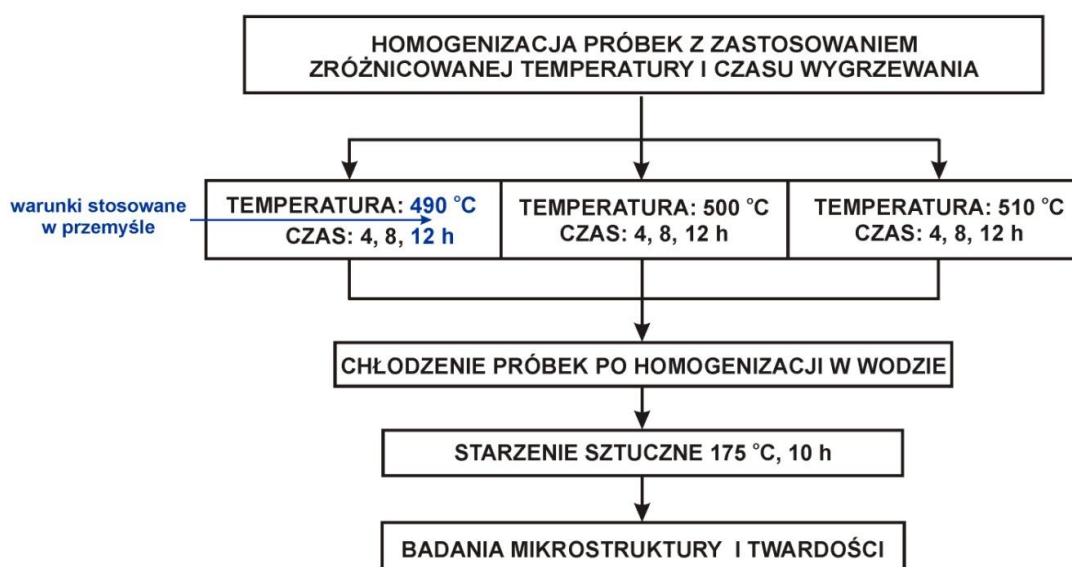 HOMOGENIZACJA PRÓBEK Z ZASTOSOWANIEM
ZRÓŻNICOWANEJ TEMPERATURY I CZASU WYGRZEWANIA
warunki stosowane
w przemyśle
TEMPERATURA: 490 °C
CZAS: 4, 8, 12 h
TEMPERATURA: 500 °C
CZAS: 4, 8, 12 h
TEMPERATURA: 510 °C
CZAS: 4, 8, 12 h
CHŁODZENIE PRÓBEK PO HOMOGENIZACJI W WODZIE
STARZENIE SZTUCZNE 175 °C, 10 h
BADANIA MIKROSTRUKTURY I TWARDOŚCI